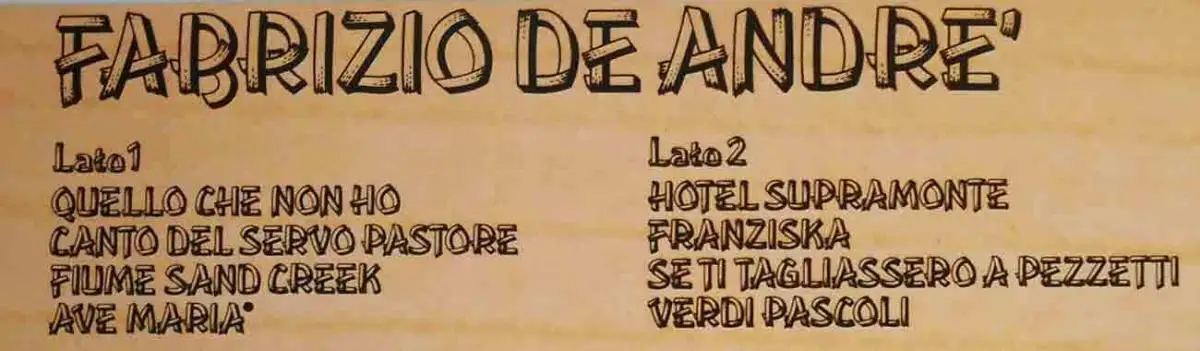 FABRIZIO DE ANDRE'
Lato 1
QUELLO CHE NON HO
CANTO DEL SERVO PASTORE
FIUME SAND CREEK
AVE MARIA*
Lato 2
HOTEL SUPRAMONTE
FRANZISKA
SE TI TAGLIASSERO A PEZZETTI
VERDI PASCOLI